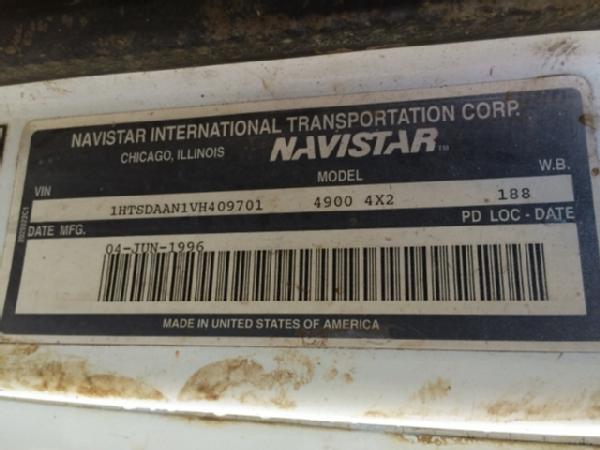 NAVISTAR INTERNATIONAL TRANSPORTATION CORP.
CHICAGO, ILLINOIS NAVISTAR TM
VIN MODEL W.B.
1HTSDAAN1VH409701 4900 4X2 188
DATE MFG. PD LOC - DATE
04-JUN-1996
MADE IN UNITED STATES OF AMERICA